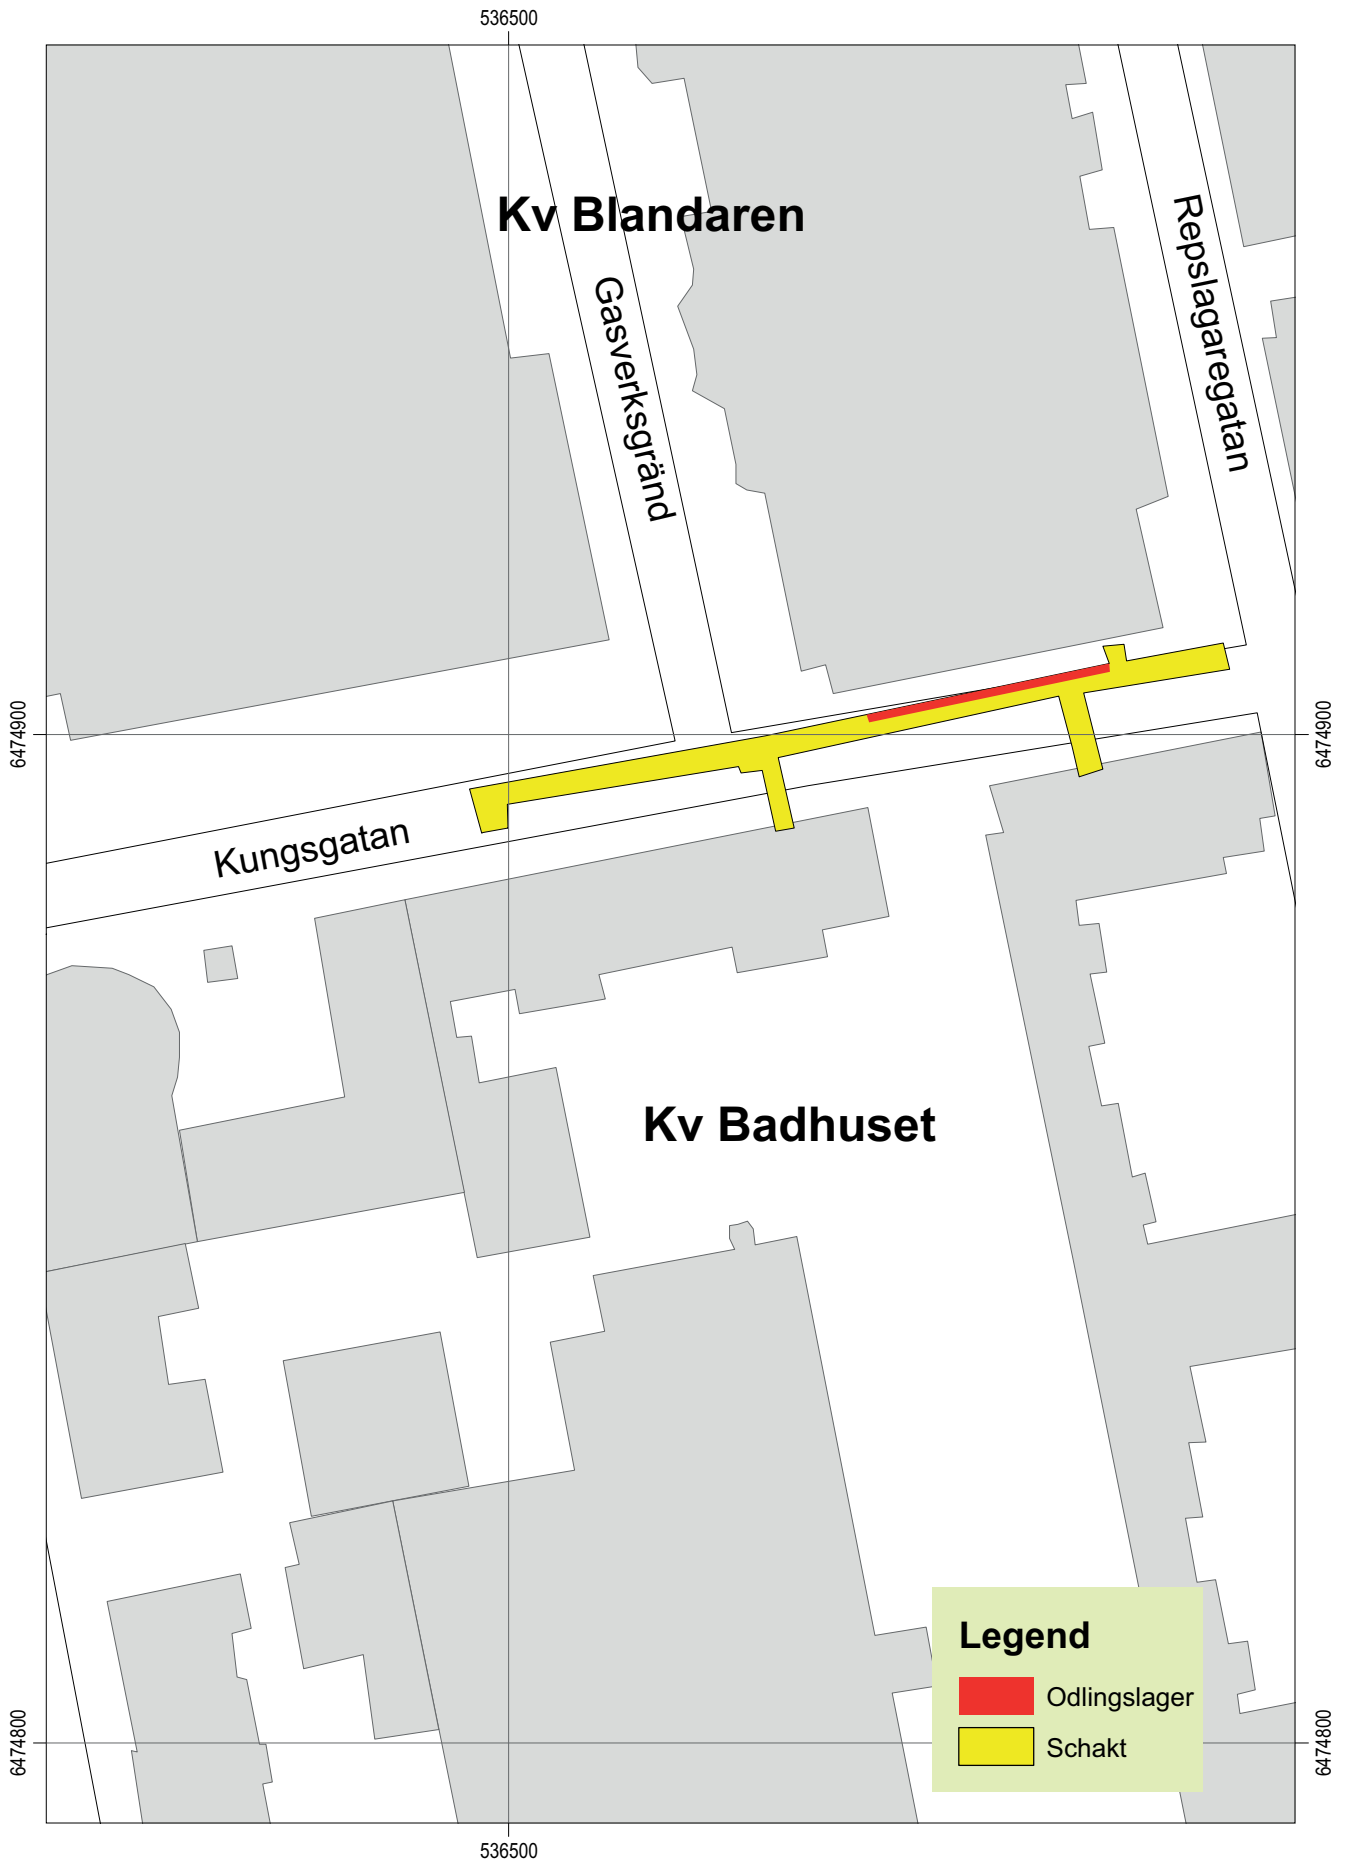 536500
Kv Blandaren
Repslagaregatan
Gasverksgränd
6474900
6474900
Kungsgatan
Kv Badhuset
Legend
Odlingslager
Schakt
6474800
6474800
536500